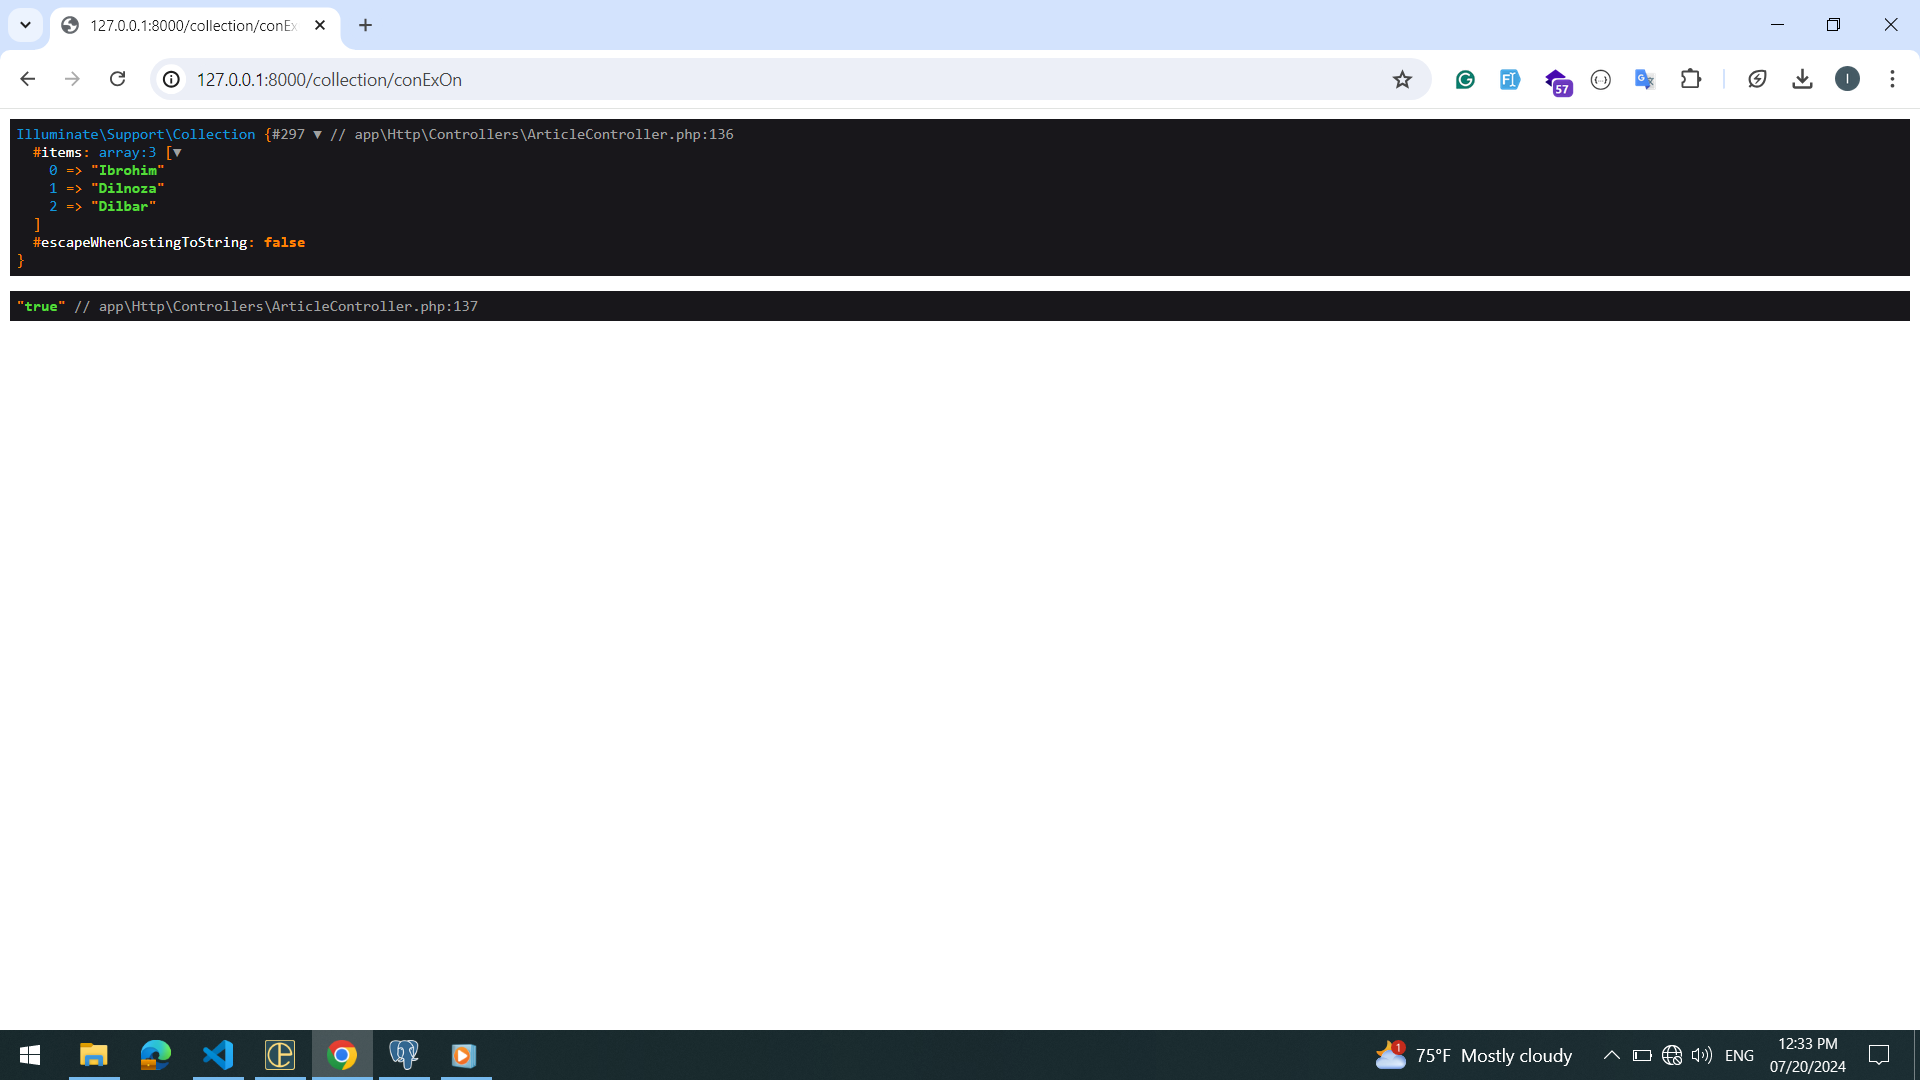 127.0.0.1:8000/collection/conEx
127.0.0.1:8000/collection/conExOn
57
I
Illuminate\Support\Collection {#297 ▼ // app\Http\Controllers\ArticleController.php:136
#items: array:3 [▼
0 => "Ibrohim"
1 => "Dilnoza"
2 => "Dilbar"
]
#escapeWhenCastingToString: false
}
"true" // app\Http\Controllers\ArticleController.php:137
1
75°F Mostly cloudy
ENG
12:33 PM
07/20/2024